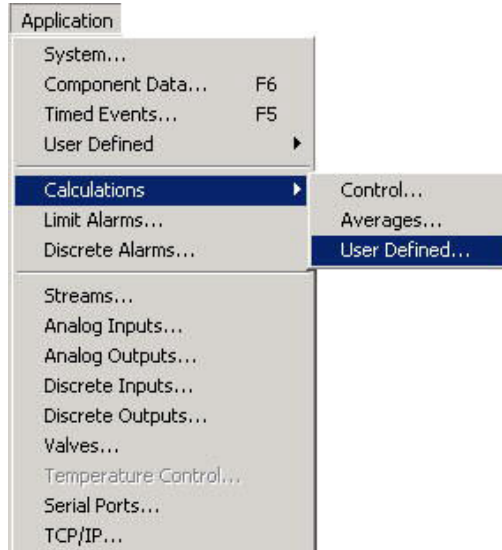 Application
System...
Component Data... F6
Timed Events... F5
User Defined
Calculations
Control...
Limit Alarms...
Averages...
Discrete Alarms...
User Defined...
Streams...
Analog Inputs...
Analog Outputs...
Discrete Inputs...
Discrete Outputs...
Valves...
Temperature Control...
Serial Ports...
TCP/IP...